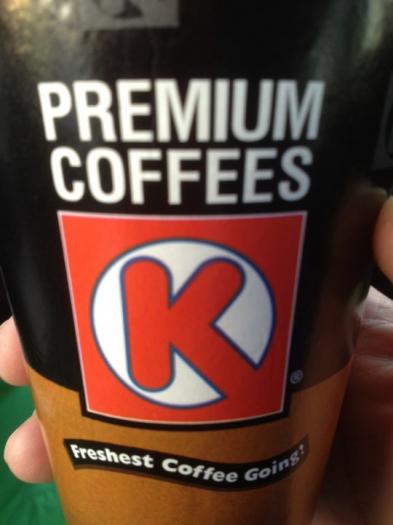 PREMIUM
COFFEES
K
®
Freshest Coffee Going!